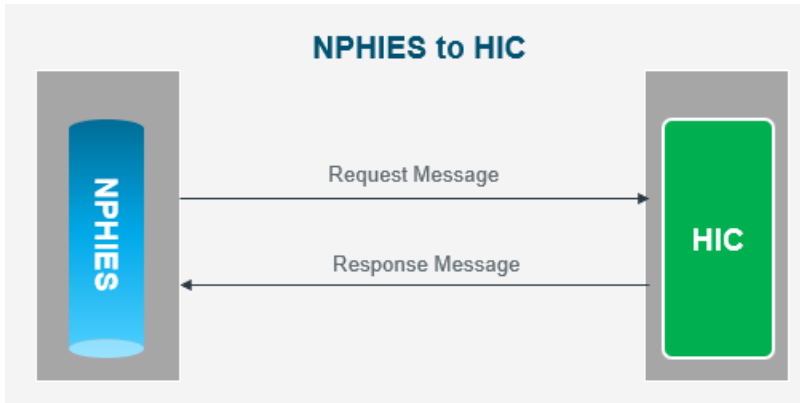 NPHIES to HIC
NPHIES
Request Message
Response Message
HIC